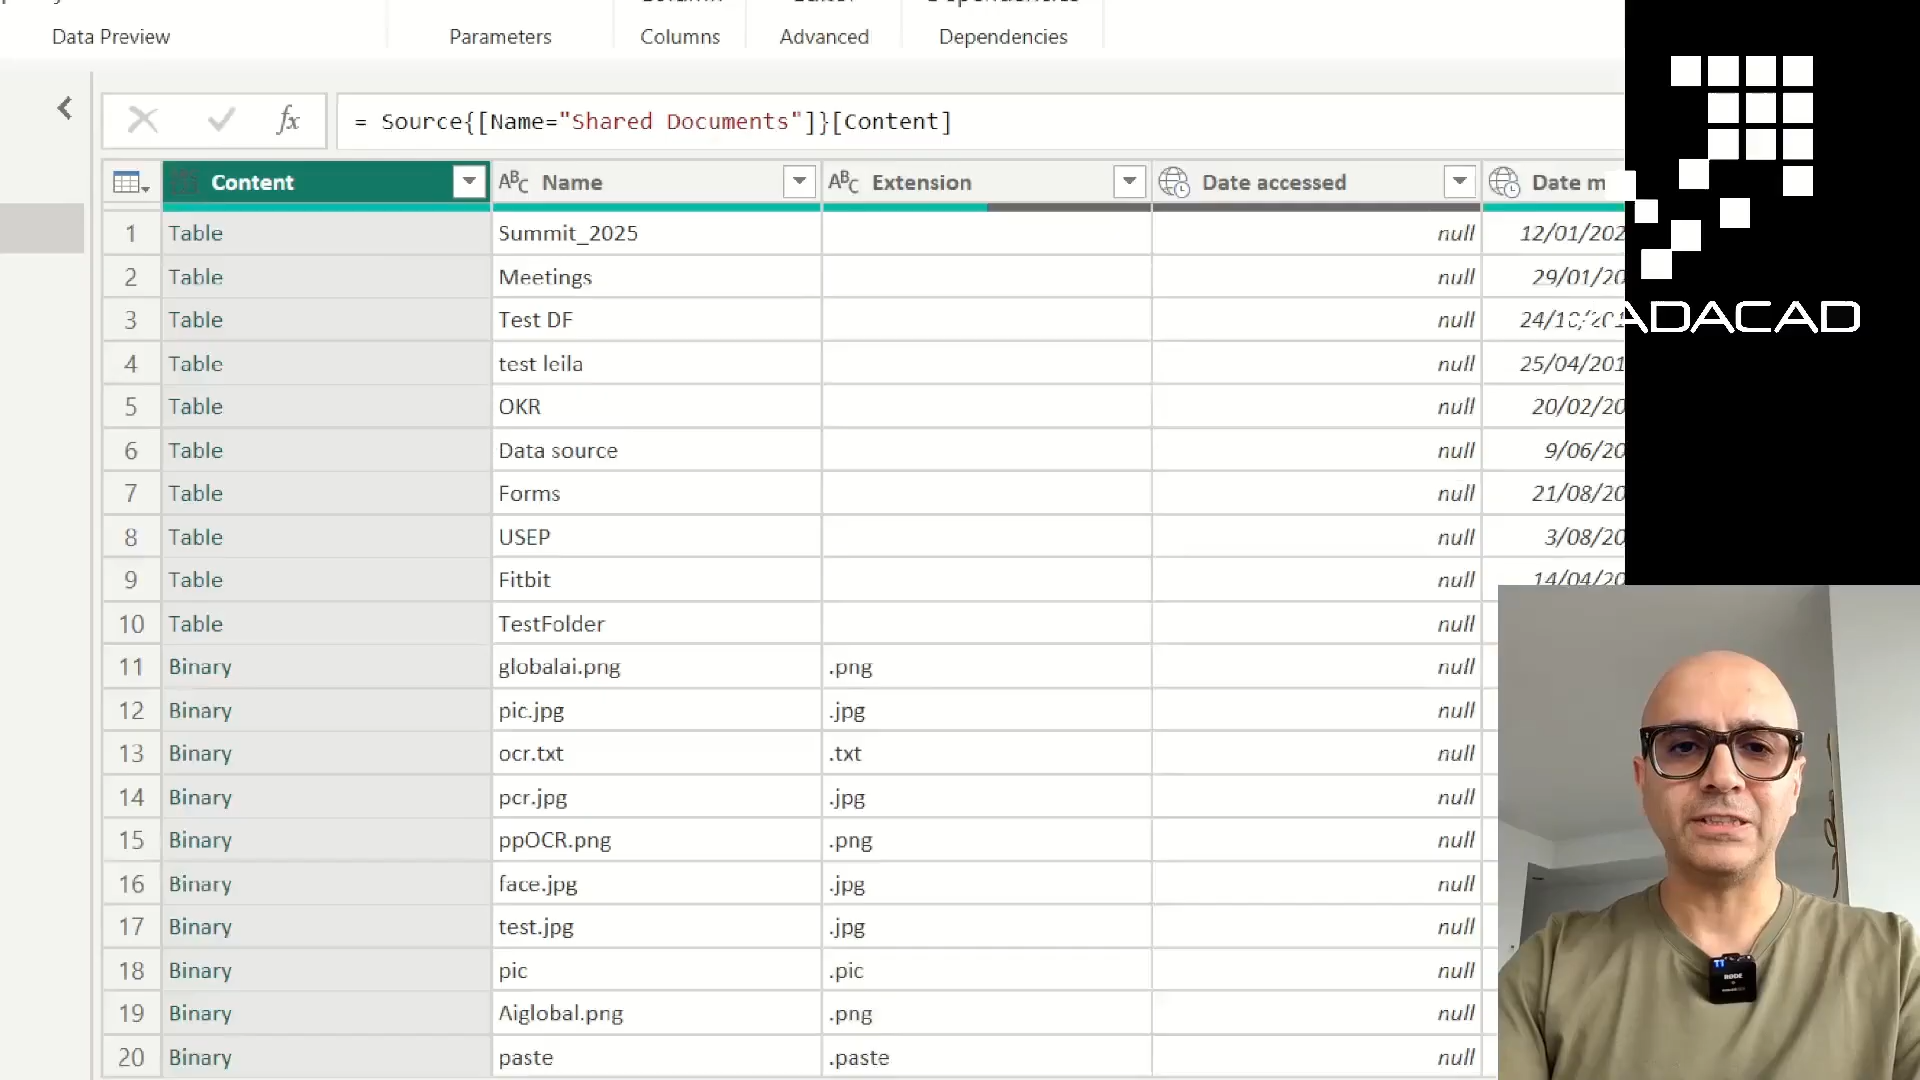 Data Preview Parameters Columns Advanced Dependencies
fx = Source{[Name="Shared Documents"]}[Content]
Content ABC Name ABC Extension Date accessed Date m
1 Table Summit_2025 null 12/01/202
2 Table Meetings null 29/01/20
3 Table Test DF null
4 Table test leila null 25/04/201
5 Table OKR null 20/02/20
6 Table Data source null 9/06/20
7 Table Forms null 21/08/20
8 Table USEP null 3/08/20
9 Table Fitbit null 14/04/20
10 Table TestFolder null
11 Binary globalai.png .png null
12 Binary pic.jpg .jpg null
13 Binary ocr.txt .txt null
14 Binary pcr.jpg .jpg null
15 Binary ppOCR.png .png null
16 Binary face.jpg .jpg null
17 Binary test.jpg .jpg null
18 Binary pic .pic null
19 Binary Aiglobal.png .png null
20 Binary paste .paste null
ADACAD
RØDE